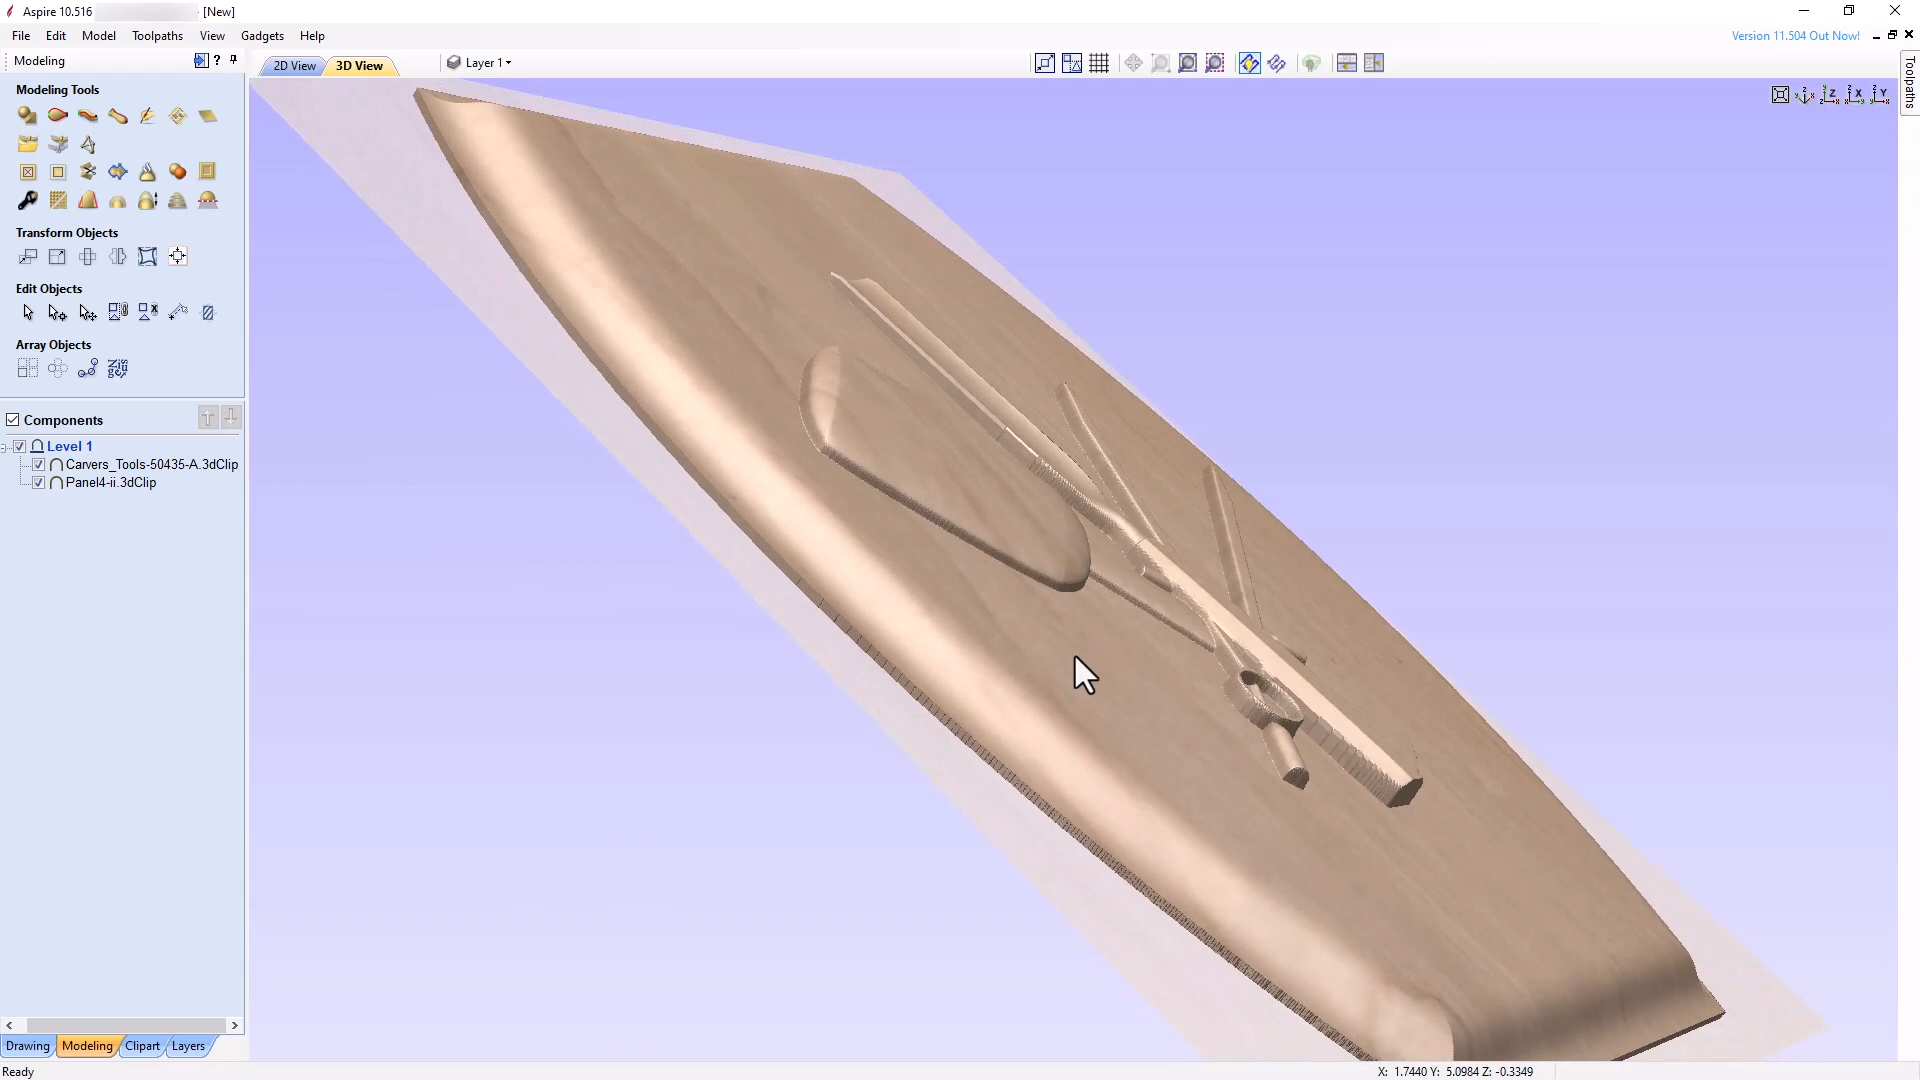 Aspire 10.516 [New]
File Edit Model Toolpaths View Gadgets Help
Version 11.504 Out Now!
Modeling
?
2D View 3D View
Layer 1
Toolpaths
Modeling Tools
Z X Y
Transform Objects
Edit Objects
Array Objects
Components
Level 1
Carvers_Tools-50435-A.3dClip
Panel4-ii.3dClip
Drawing Modeling Clipart Layers
Ready
X: 1.7440 Y: 5.0984 Z: -0.3349